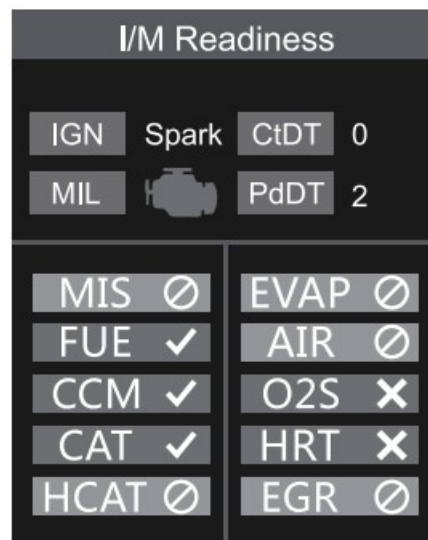 I/M Readiness
IGN Spark CtDT 0
MIL PdDT 2
MIS EVAP
FUE AIR
CCM O2S
CAT HRT
HCAT EGR